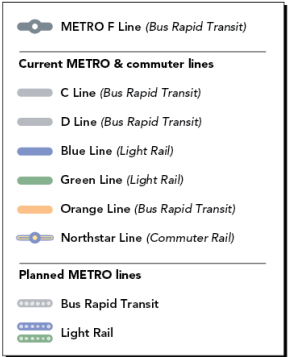 METRO F Line (Bus Rapid Transit)
Current METRO & commuter lines
C Line (Bus Rapid Transit)
D Line (Bus Rapid Transit)
Blue Line (Light Rail)
Green Line (Light Rail)
Orange Line (Bus Rapid Transit)
Northstar Line (Commuter Rail)
Planned METRO lines
Bus Rapid Transit
Light Rail